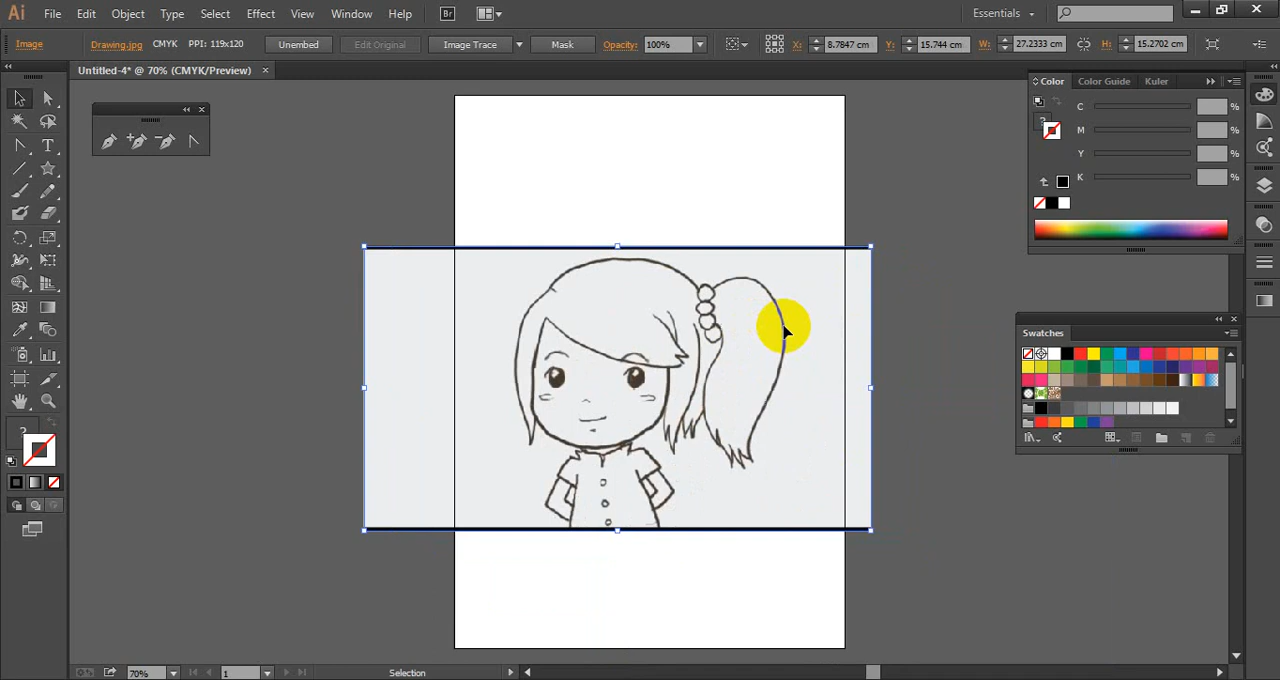 Ai File Edit Object Type Select Effect View Window Help Br Essentials
Image Drawing.jpg CMYK PPI: 119x120 Unembed Edit Original Image Trace Mask Opacity: 100% X: 8.7847 cm Y: 15.744 cm W: 27.2333 cm H: 15.2702 cm
Untitled-4* @ 70% (CMYK/Preview)
Color Color Guide Kuler
C %
M %
Y %
K %
Swatches
70% 1 Selection